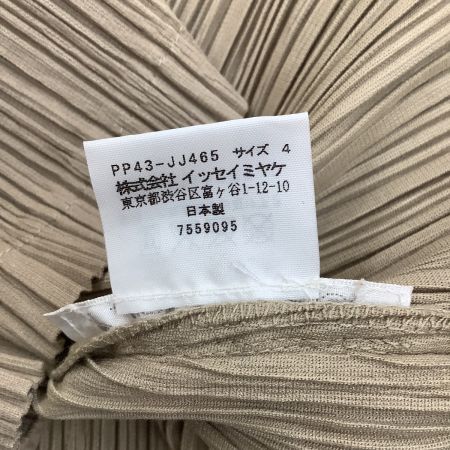 PP43-JJ465 サイズ 4
株式会社 イッセイミヤケ
東京都渋谷区富ヶ谷1-12-10
日本製
7559095